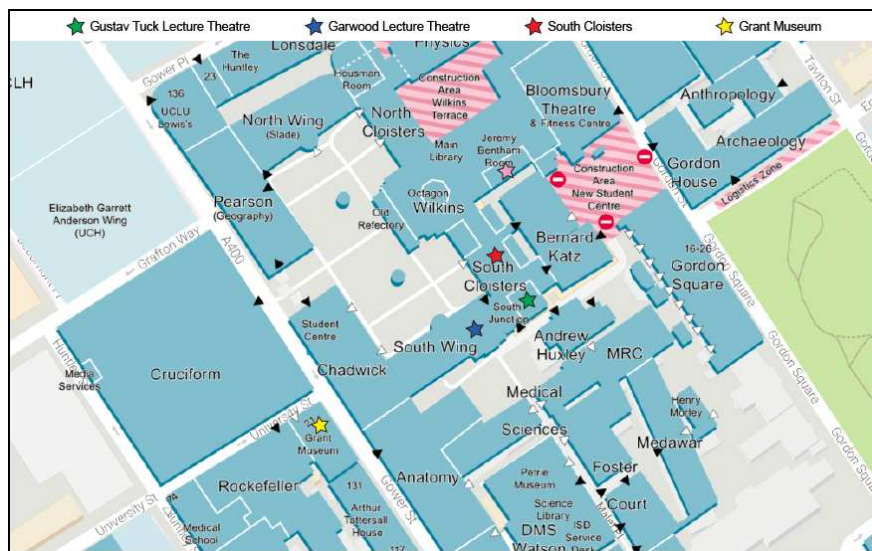 Gustav Tuck Lecture Theatre
Garwood Lecture Theatre
South Cloisters
Grant Museum
Lonsdale
Physics
The
Huntley
Gower Pl
23
136
UCLU
Lewis's
Housman
Room
Construction
Area
Wilkins
Terrace
Bloomsbury
Theatre
& Fitness Centre
Taviton St
Anthropology
North Wing
(Slade)
North
Cloisters
Main
Library
Jeremy
Bentham
Room
Archaeology
Gordon
House
Logistics Zone
Construction
Area
New Student
Centre
Gordon St
Pearson
(Geography)
Octagon
Wilkins
Old
Refectory
Elizabeth Garrett
Anderson Wing
(UCH)
Grafton Way
A400
Bernard
Katz
16-26
Gordon
Square
South
Cloisters
South
Junction
Student
Centre
South Wing
Chadwick
Andrew
Huxley
MRC
Gordon Square
Media
Services
Cruciform
Medical
Sciences
Henry
Morley
Medawar
University St
Grant
Museum
Gordon Square
Rockefeller
Anatomy
Gower St
Petrie
Museum
Foster
Court
131
Arthur
Tattersall
House
Science
Library
University St
Medical
School
DMS
Watson
ISD
Service
Desk